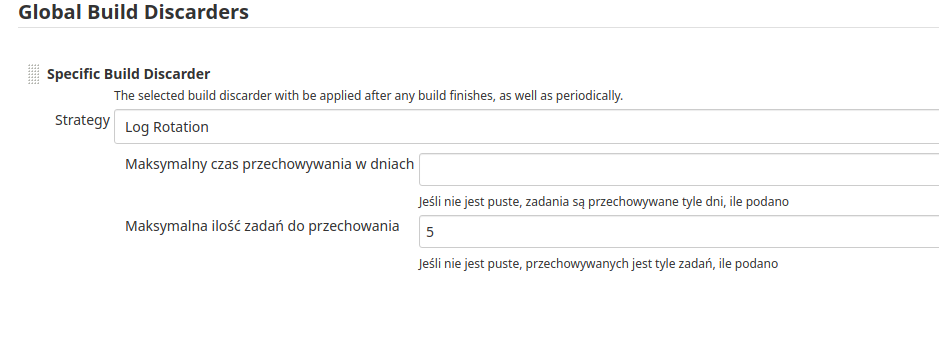 Global Build Discarders
Specific Build Discarder
The selected build discarder with be applied after any build finishes, as well as periodically.
Strategy
Log Rotation
Maksymalny czas przechowywania w dniach
Jeśli nie jest puste, zadania są przechowywane tyle dni, ile podano
Maksymalna ilość zadań do przechowania
5
Jeśli nie jest puste, przechowywanych jest tyle zadań, ile podano